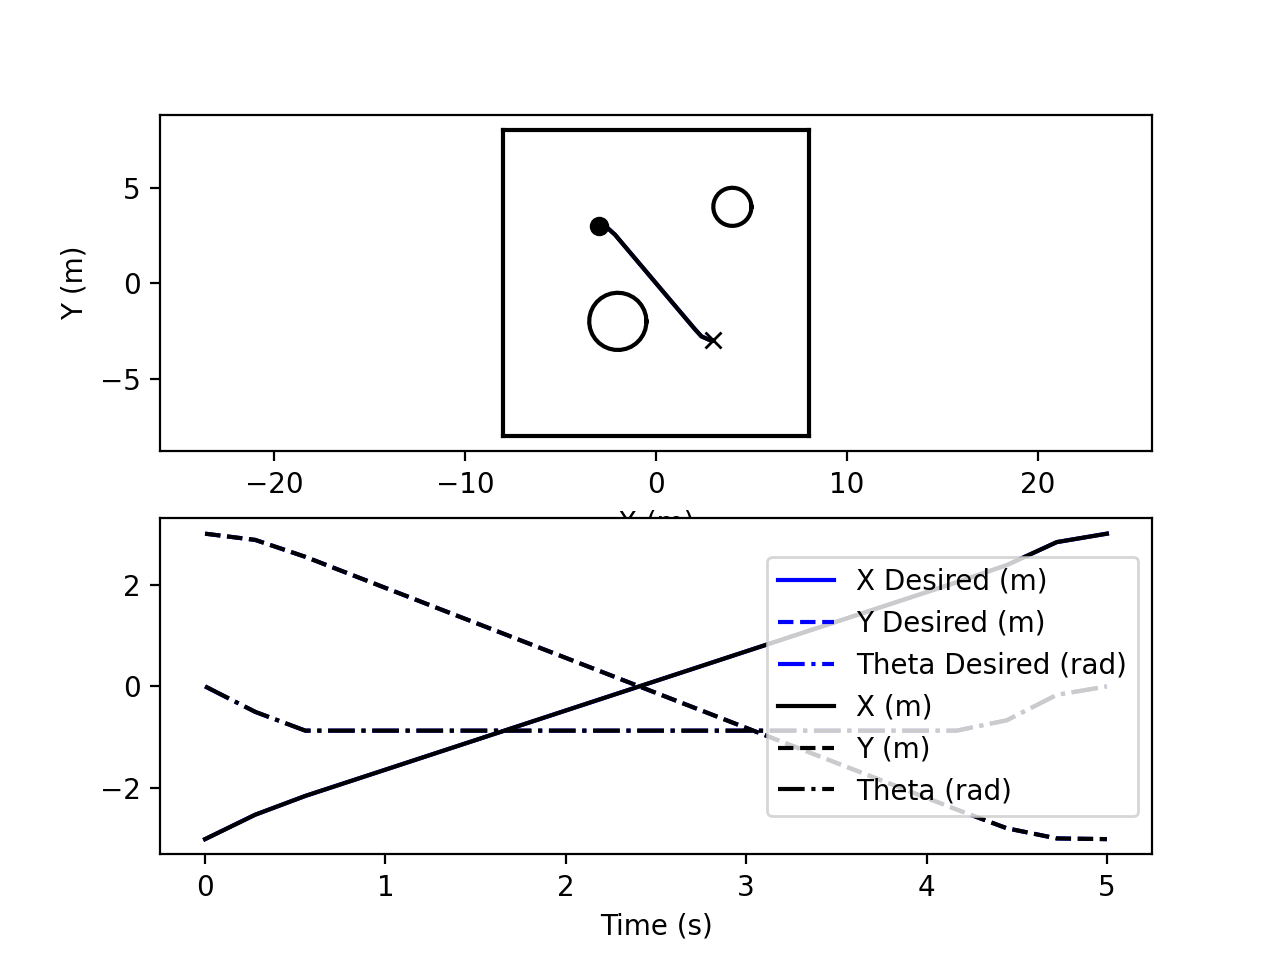 5
0
−5
Y (m)
−20 −10 0 10 20
X (m)
2
0
−2
X Desired (m)
Y Desired (m)
Theta Desired (rad)
X (m)
Y (m)
Theta (rad)
0 1 2 3 4 5
Time (s)